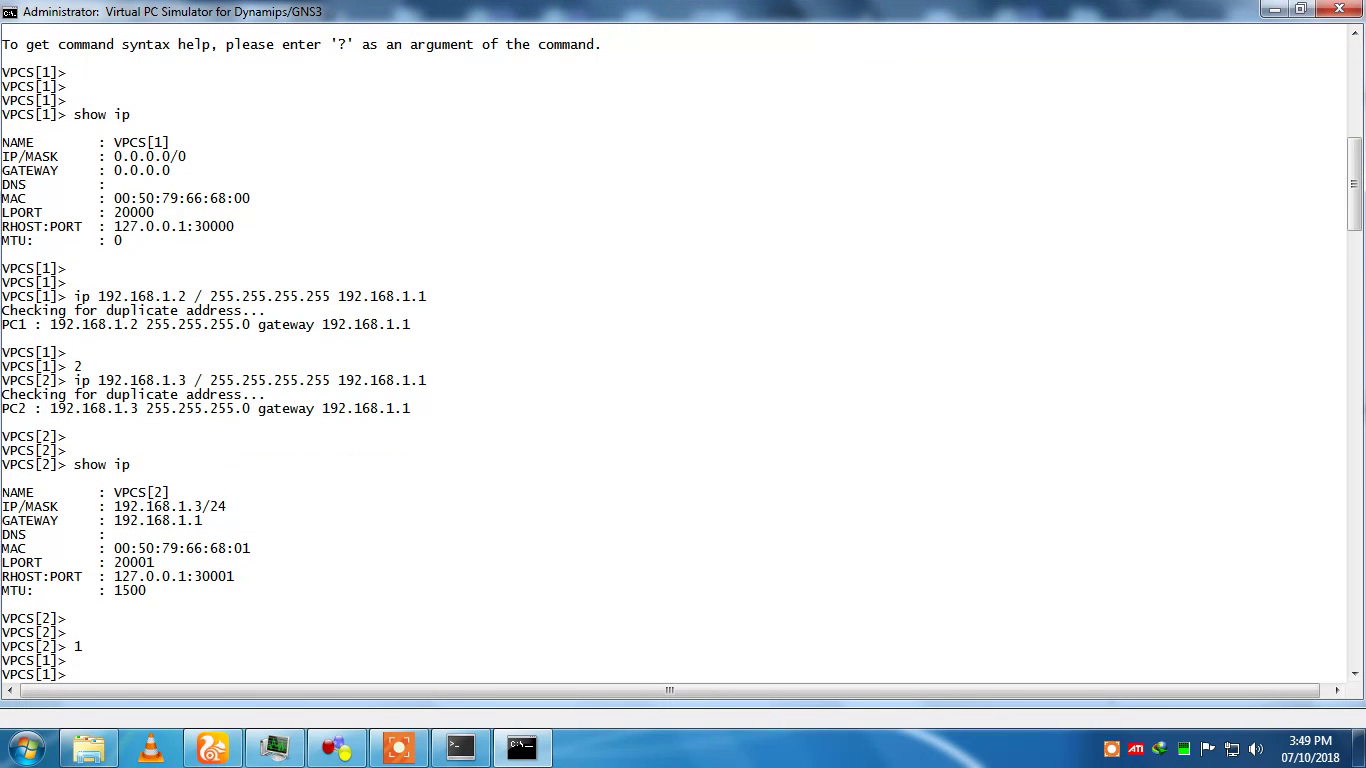 Administrator: Virtual PC Simulator for Dynamips/GNS3
To get command syntax help, please enter '?' as an argument of the command.
VPCS[1]>
VPCS[1]>
VPCS[1]>
VPCS[1]> show ip
NAME : VPCS[1]
IP/MASK : 0.0.0.0/0
GATEWAY : 0.0.0.0
DNS :
MAC : 00:50:79:66:68:00
LPORT : 20000
RHOST:PORT : 127.0.0.1:30000
MTU: : 0
VPCS[1]>
VPCS[1]>
VPCS[1]> ip 192.168.1.2 / 255.255.255.255 192.168.1.1
Checking for duplicate address...
PC1 : 192.168.1.2 255.255.255.0 gateway 192.168.1.1
VPCS[1]>
VPCS[1]> 2
VPCS[2]> ip 192.168.1.3 / 255.255.255.255 192.168.1.1
Checking for duplicate address...
PC2 : 192.168.1.3 255.255.255.0 gateway 192.168.1.1
VPCS[2]>
VPCS[2]>
VPCS[2]> show ip
NAME : VPCS[2]
IP/MASK : 192.168.1.3/24
GATEWAY : 192.168.1.1
DNS :
MAC : 00:50:79:66:68:01
LPORT : 20001
RHOST:PORT : 127.0.0.1:30001
MTU: : 1500
VPCS[2]>
VPCS[2]>
VPCS[2]> 1
VPCS[1]>
VPCS[1]>
C:\
ATI
3:49 PM
07/10/2018